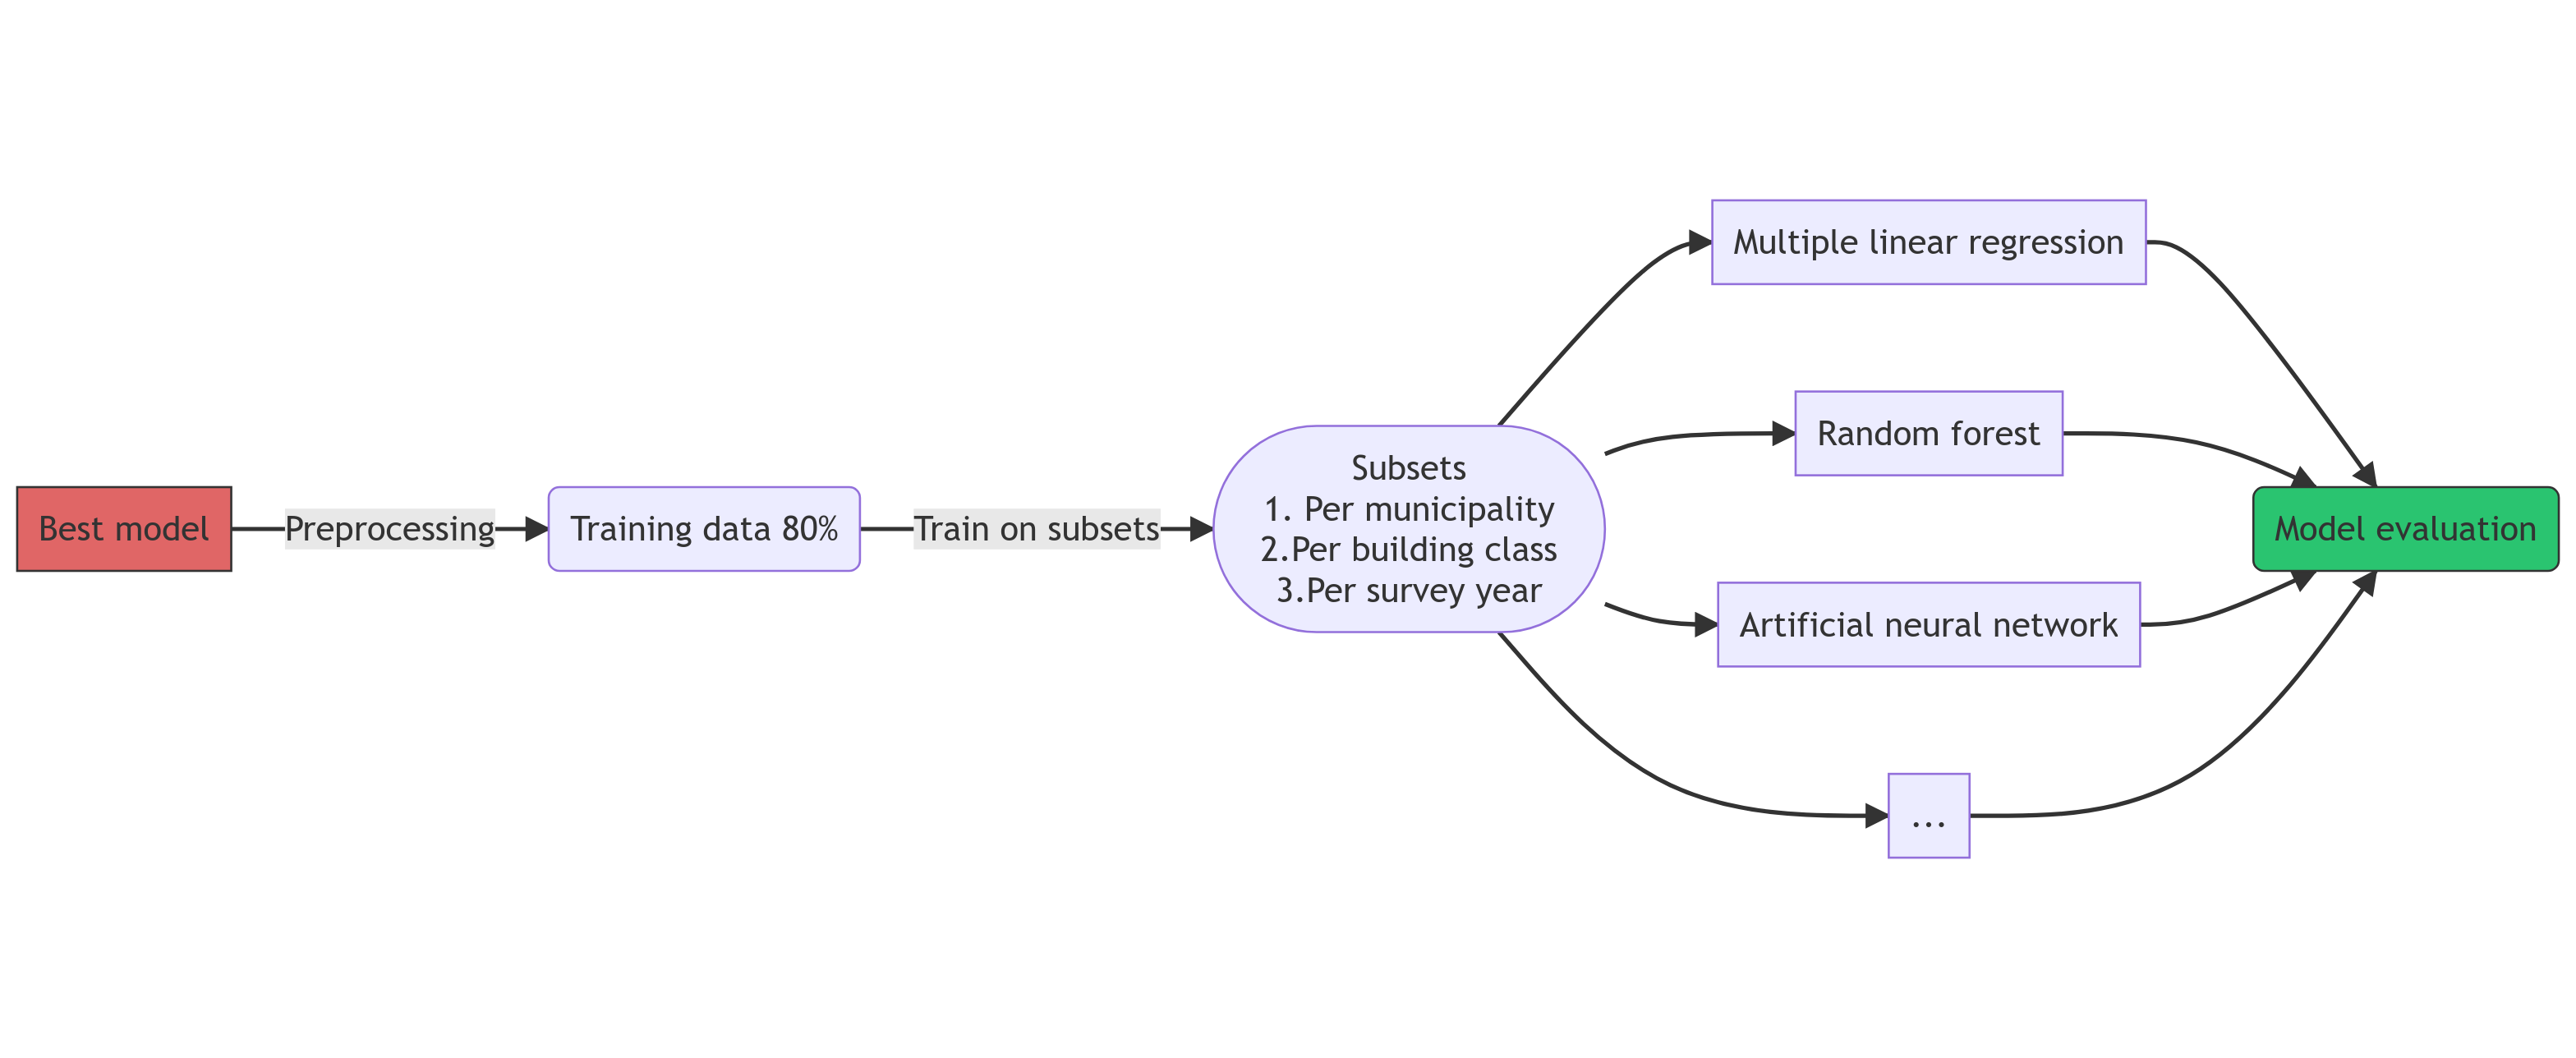 Best model
Preprocessing
Training data 80%
Train on subsets
Subsets
1. Per municipality
2.Per building class
3.Per survey year
Multiple linear regression
Random forest
Artificial neural network
...
Model evaluation